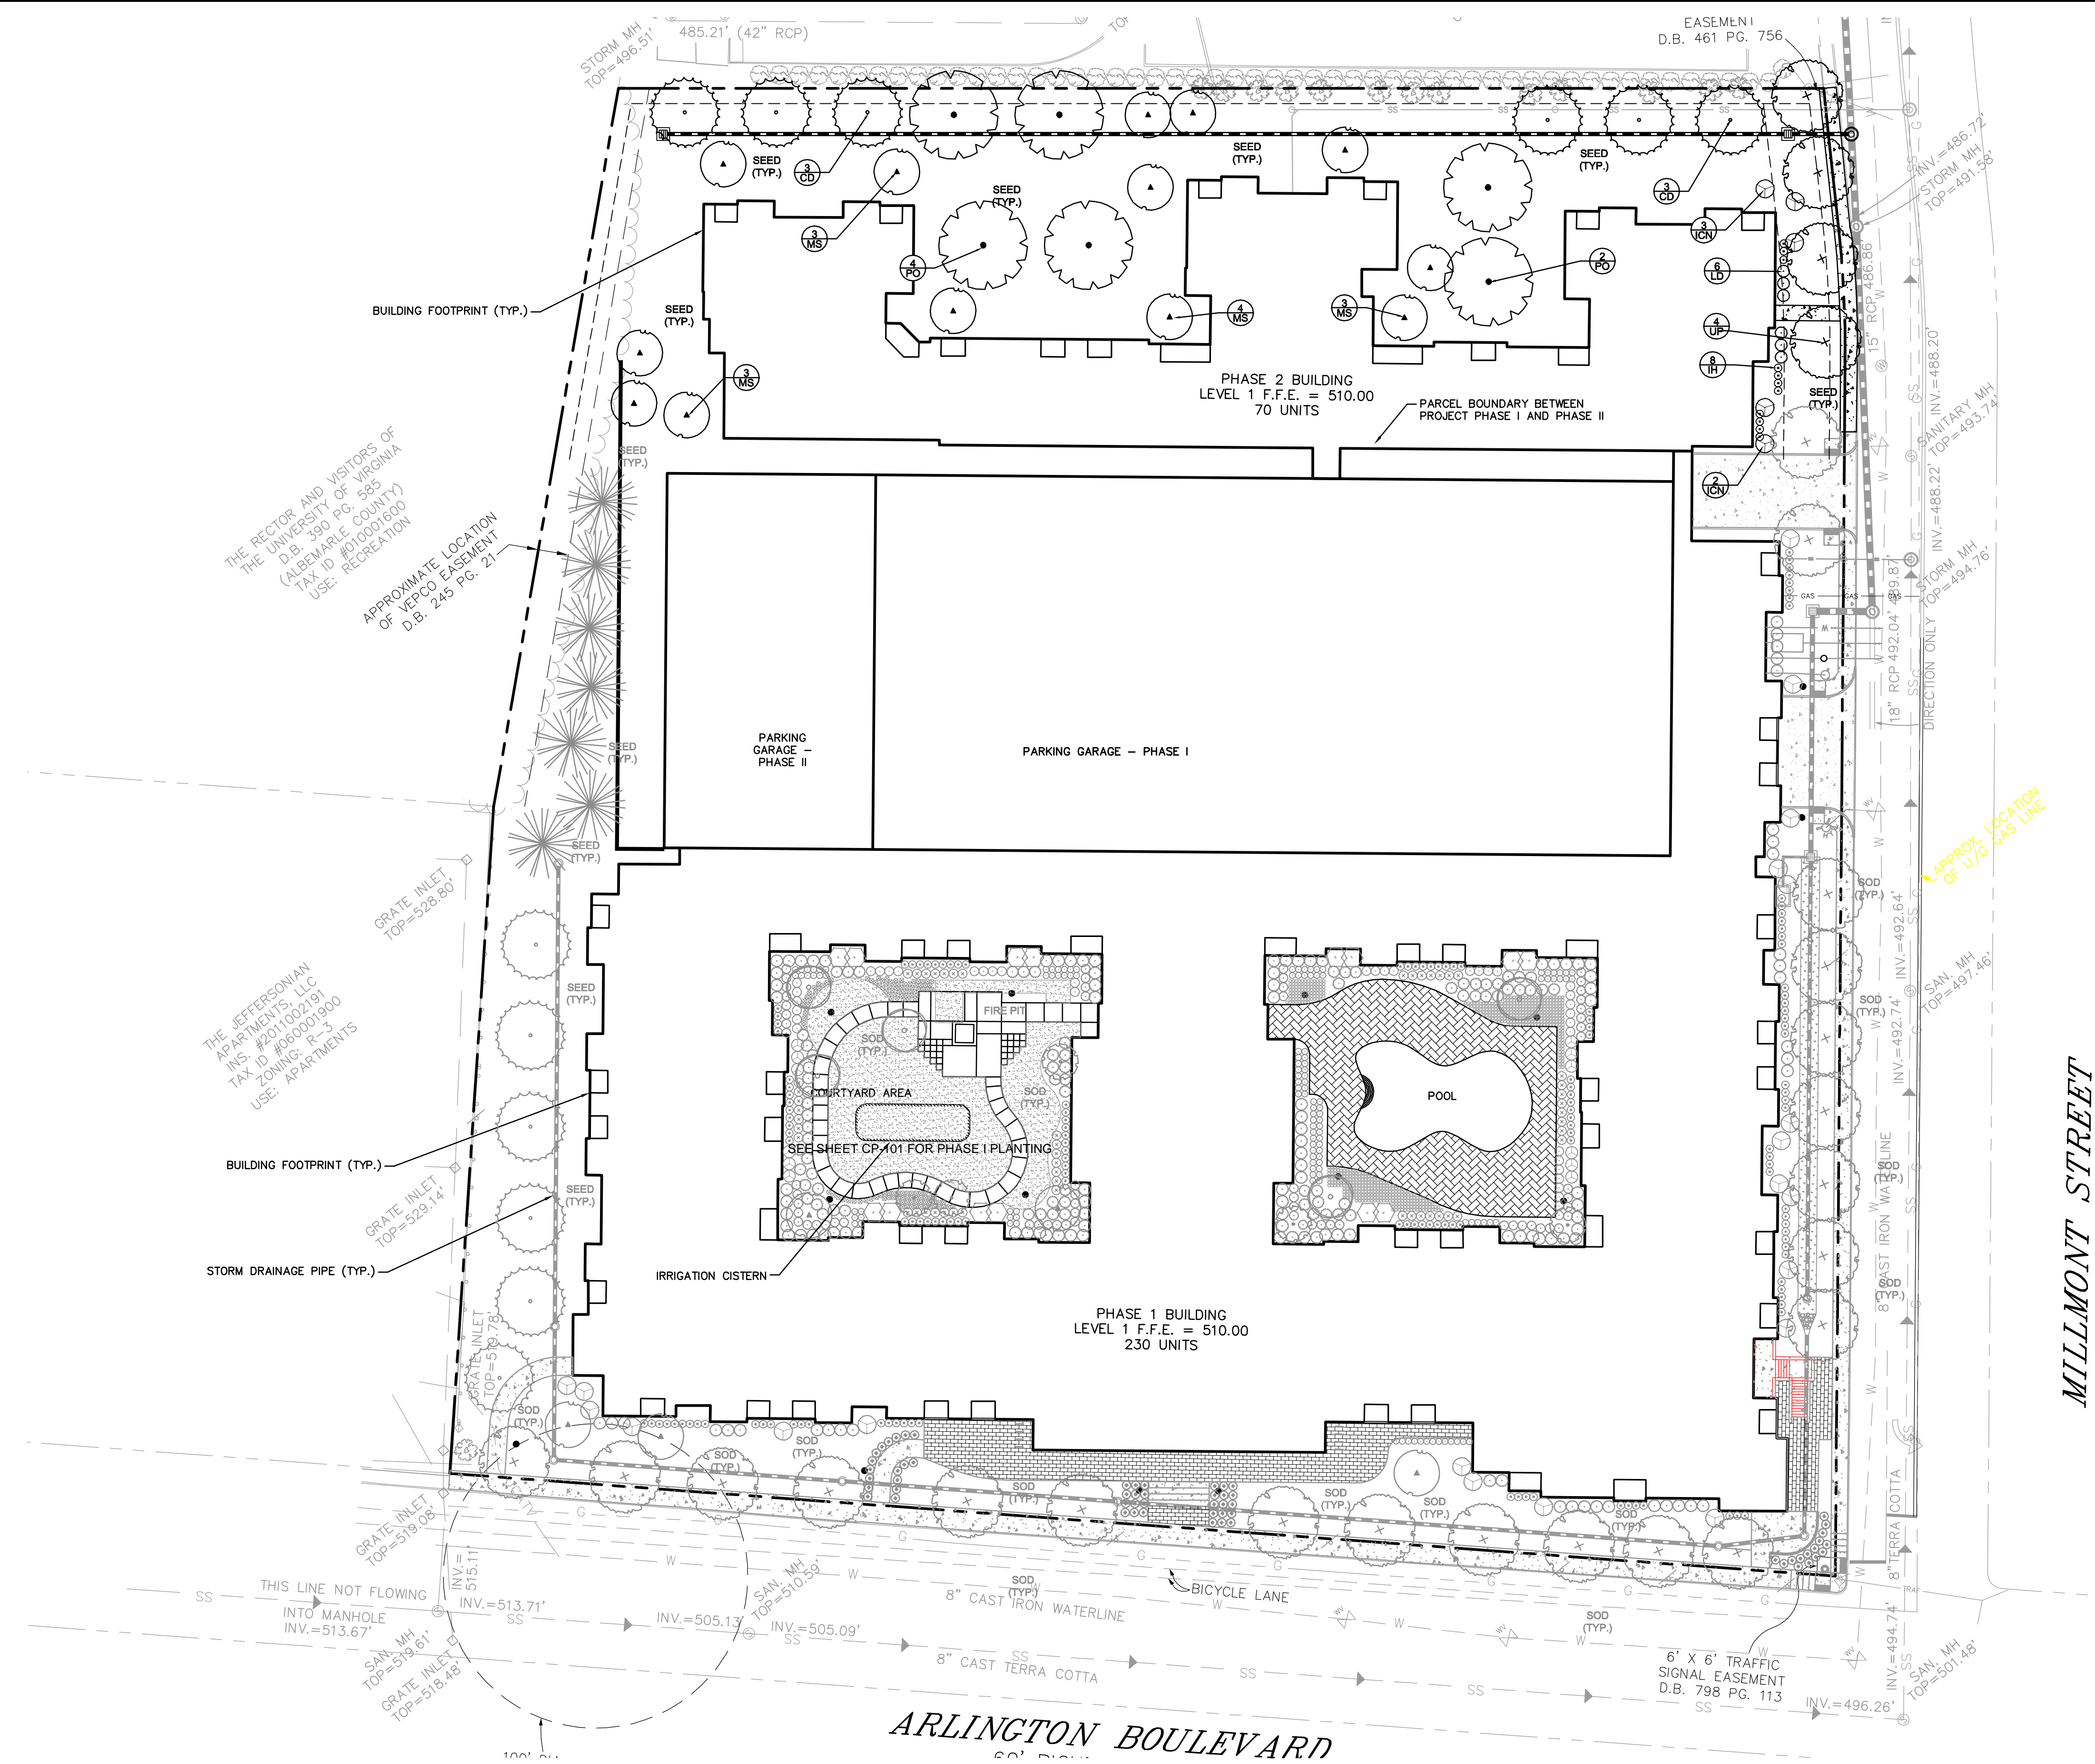 EASEMENT
D.B. 461 PG. 756
485.21' (42" RCP)
STORM MH
TOP=496.51'
SS
SS
SS
INV.=486.72'
STORM MH
TOP=491.58'
SEED
(TYP.)
3
CD
SEED
(TYP.)
SEED
(TYP.)
SEED
(TYP.)
3
CD
3
MS
4
PO
2
PO
3
ICN
6
LD
4
UP
8
IH
SEED
(TYP.)
BUILDING FOOTPRINT (TYP.)
SEED
(TYP.)
4
MS
3
MS
3
MS
PHASE 2 BUILDING
LEVEL 1 F.F.E. = 510.00
70 UNITS
PARCEL BOUNDARY BETWEEN
PROJECT PHASE I AND PHASE II
15" RCP 486.86'
INV.=488.20'
SANITARY MH
TOP=493.74'
INV.=488.22'
2
ICN
SEED
(TYP.)
THE RECTOR AND VISITORS OF
THE UNIVERSITY OF VIRGINIA
D.B. 390 PG. 585
(ALBEMARLE COUNTY)
TAX ID #010001600
USE: RECREATION
APPROXIMATE LOCATION
OF VEPCO EASEMENT
D.B. 245 PG. 21
STORM MH
TOP=494.76'
GAS
GAS
GAS
18" RCP 492.04' 489.87'
DIRECTION ONLY
SEED
(TYP.)
PARKING
GARAGE –
PHASE II
PARKING GARAGE – PHASE I
APPROX. LOCATION
OF U/G GAS LINE
SEED
(TYP.)
GRATE INLET
TOP=528.80'
SOD
(TYP.)
INV.=492.64'
SAN. MH
TOP=497.46'
INV.=492.74'
SEED
(TYP.)
THE JEFFERSONIAN
APARTMENTS, LLC
INS. #2011002191
TAX ID #060001900
ZONING: R-3
USE: APARTMENTS
FIRE PIT
SOD
(TYP.)
SOD
(TYP.)
SOD
(TYP.)
COURTYARD AREA
POOL
SEE SHEET CP-101 FOR PHASE I PLANTING
BUILDING FOOTPRINT (TYP.)
SEED
(TYP.)
SOD
(TYP.)
GRATE INLET
TOP=529.14'
8" CAST IRON WATERLINE
MILLMONT STREET
STORM DRAINAGE PIPE (TYP.)
IRRIGATION CISTERN
SOD
(TYP.)
PHASE 1 BUILDING
LEVEL 1 F.F.E. = 510.00
230 UNITS
GRATE INLET
TOP=519.78'
SOD
(TYP.)
SOD
(TYP.)
SOD
(TYP.)
SOD
(TYP.)
SOD
(TYP.)
SOD
(TYP.)
SOD
(TYP.)
8" TERRA COTTA
GRATE INLET
TOP=519.08'
INV.=
515.11'
THIS LINE NOT FLOWING
INTO MANHOLE
INV.=513.67'
INV.=513.71'
INV.=505.13'
SAN. MH
TOP=510.59'
INV.=505.09'
SOD
(TYP.)
8" CAST IRON WATERLINE
BICYCLE LANE
SOD
(TYP.)
8" CAST TERRA COTTA
SAN. MH
TOP=519.61'
GRATE INLET
TOP=518.48'
6' X 6' TRAFFIC
SIGNAL EASEMENT
D.B. 798 PG. 113
INV.=494.74'
INV.=496.26'
SAN. MH
TOP=501.48'
ARLINGTON BOULEVARD